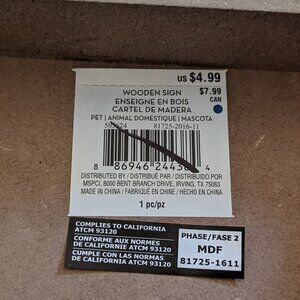 US $4.99
$7.99
CAN
WOODEN SIGN
ENSEIGNE EN BOIS
CARTEL DE MADERA
PET | ANIMAL DOMESTIQUE | MASCOTA
81725-2016-11
8 86946 4
DISTRIBUTED BY / DISTRIBUÉ PAR / DISTRIBUIDO POR
MSPCI, 8000 BENT BRANCH DRIVE, IRVING, TX 75063
MADE IN CHINA / FABRIQUÉ EN CHINE / HECHO EN CHINA
1 pc/pz
COMPLIES TO CALIFORNIA
ATCM 93120
CONFORME AUX NORMES
DE CALIFORNIE ATCM 93120
CUMPLE CON LAS NORMAS
DE CALIFORNIA ATCM 93120
PHASE/FASE 2
MDF
81725-1611